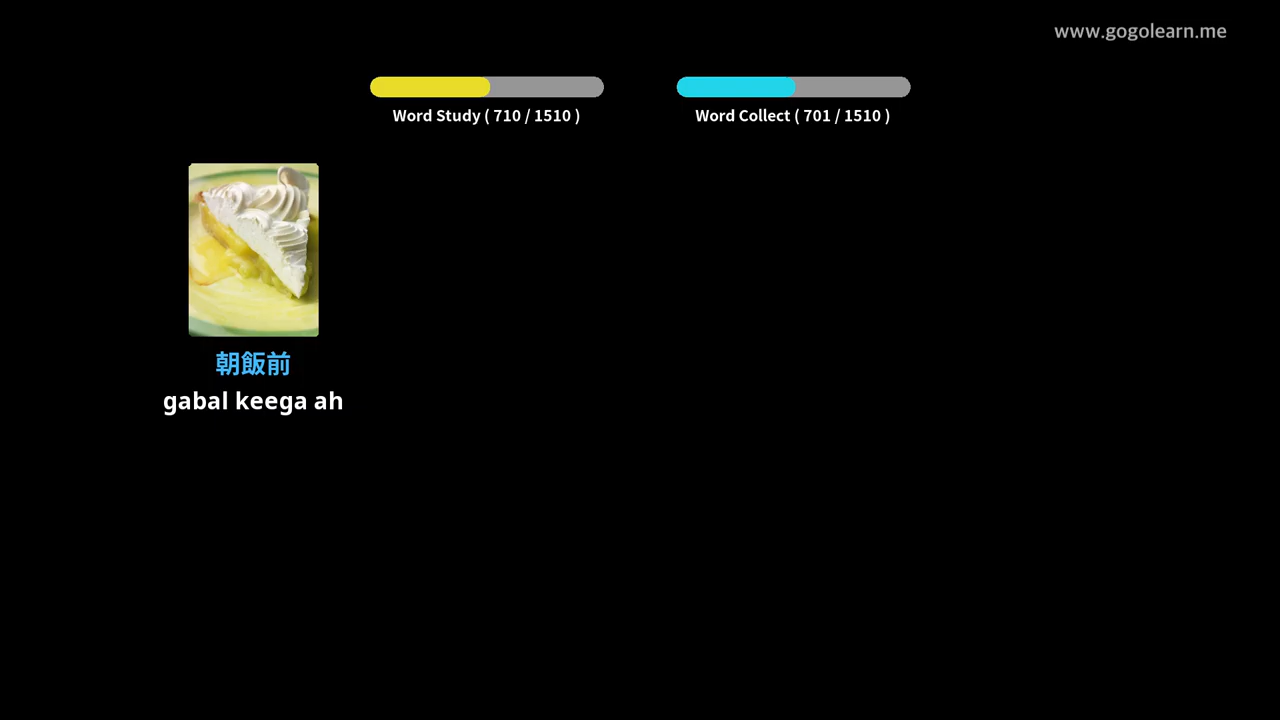 www.gogolearn.me
Word Study ( 710 / 1510 )
Word Collect ( 701 / 1510 )
朝飯前
gabal keega ah